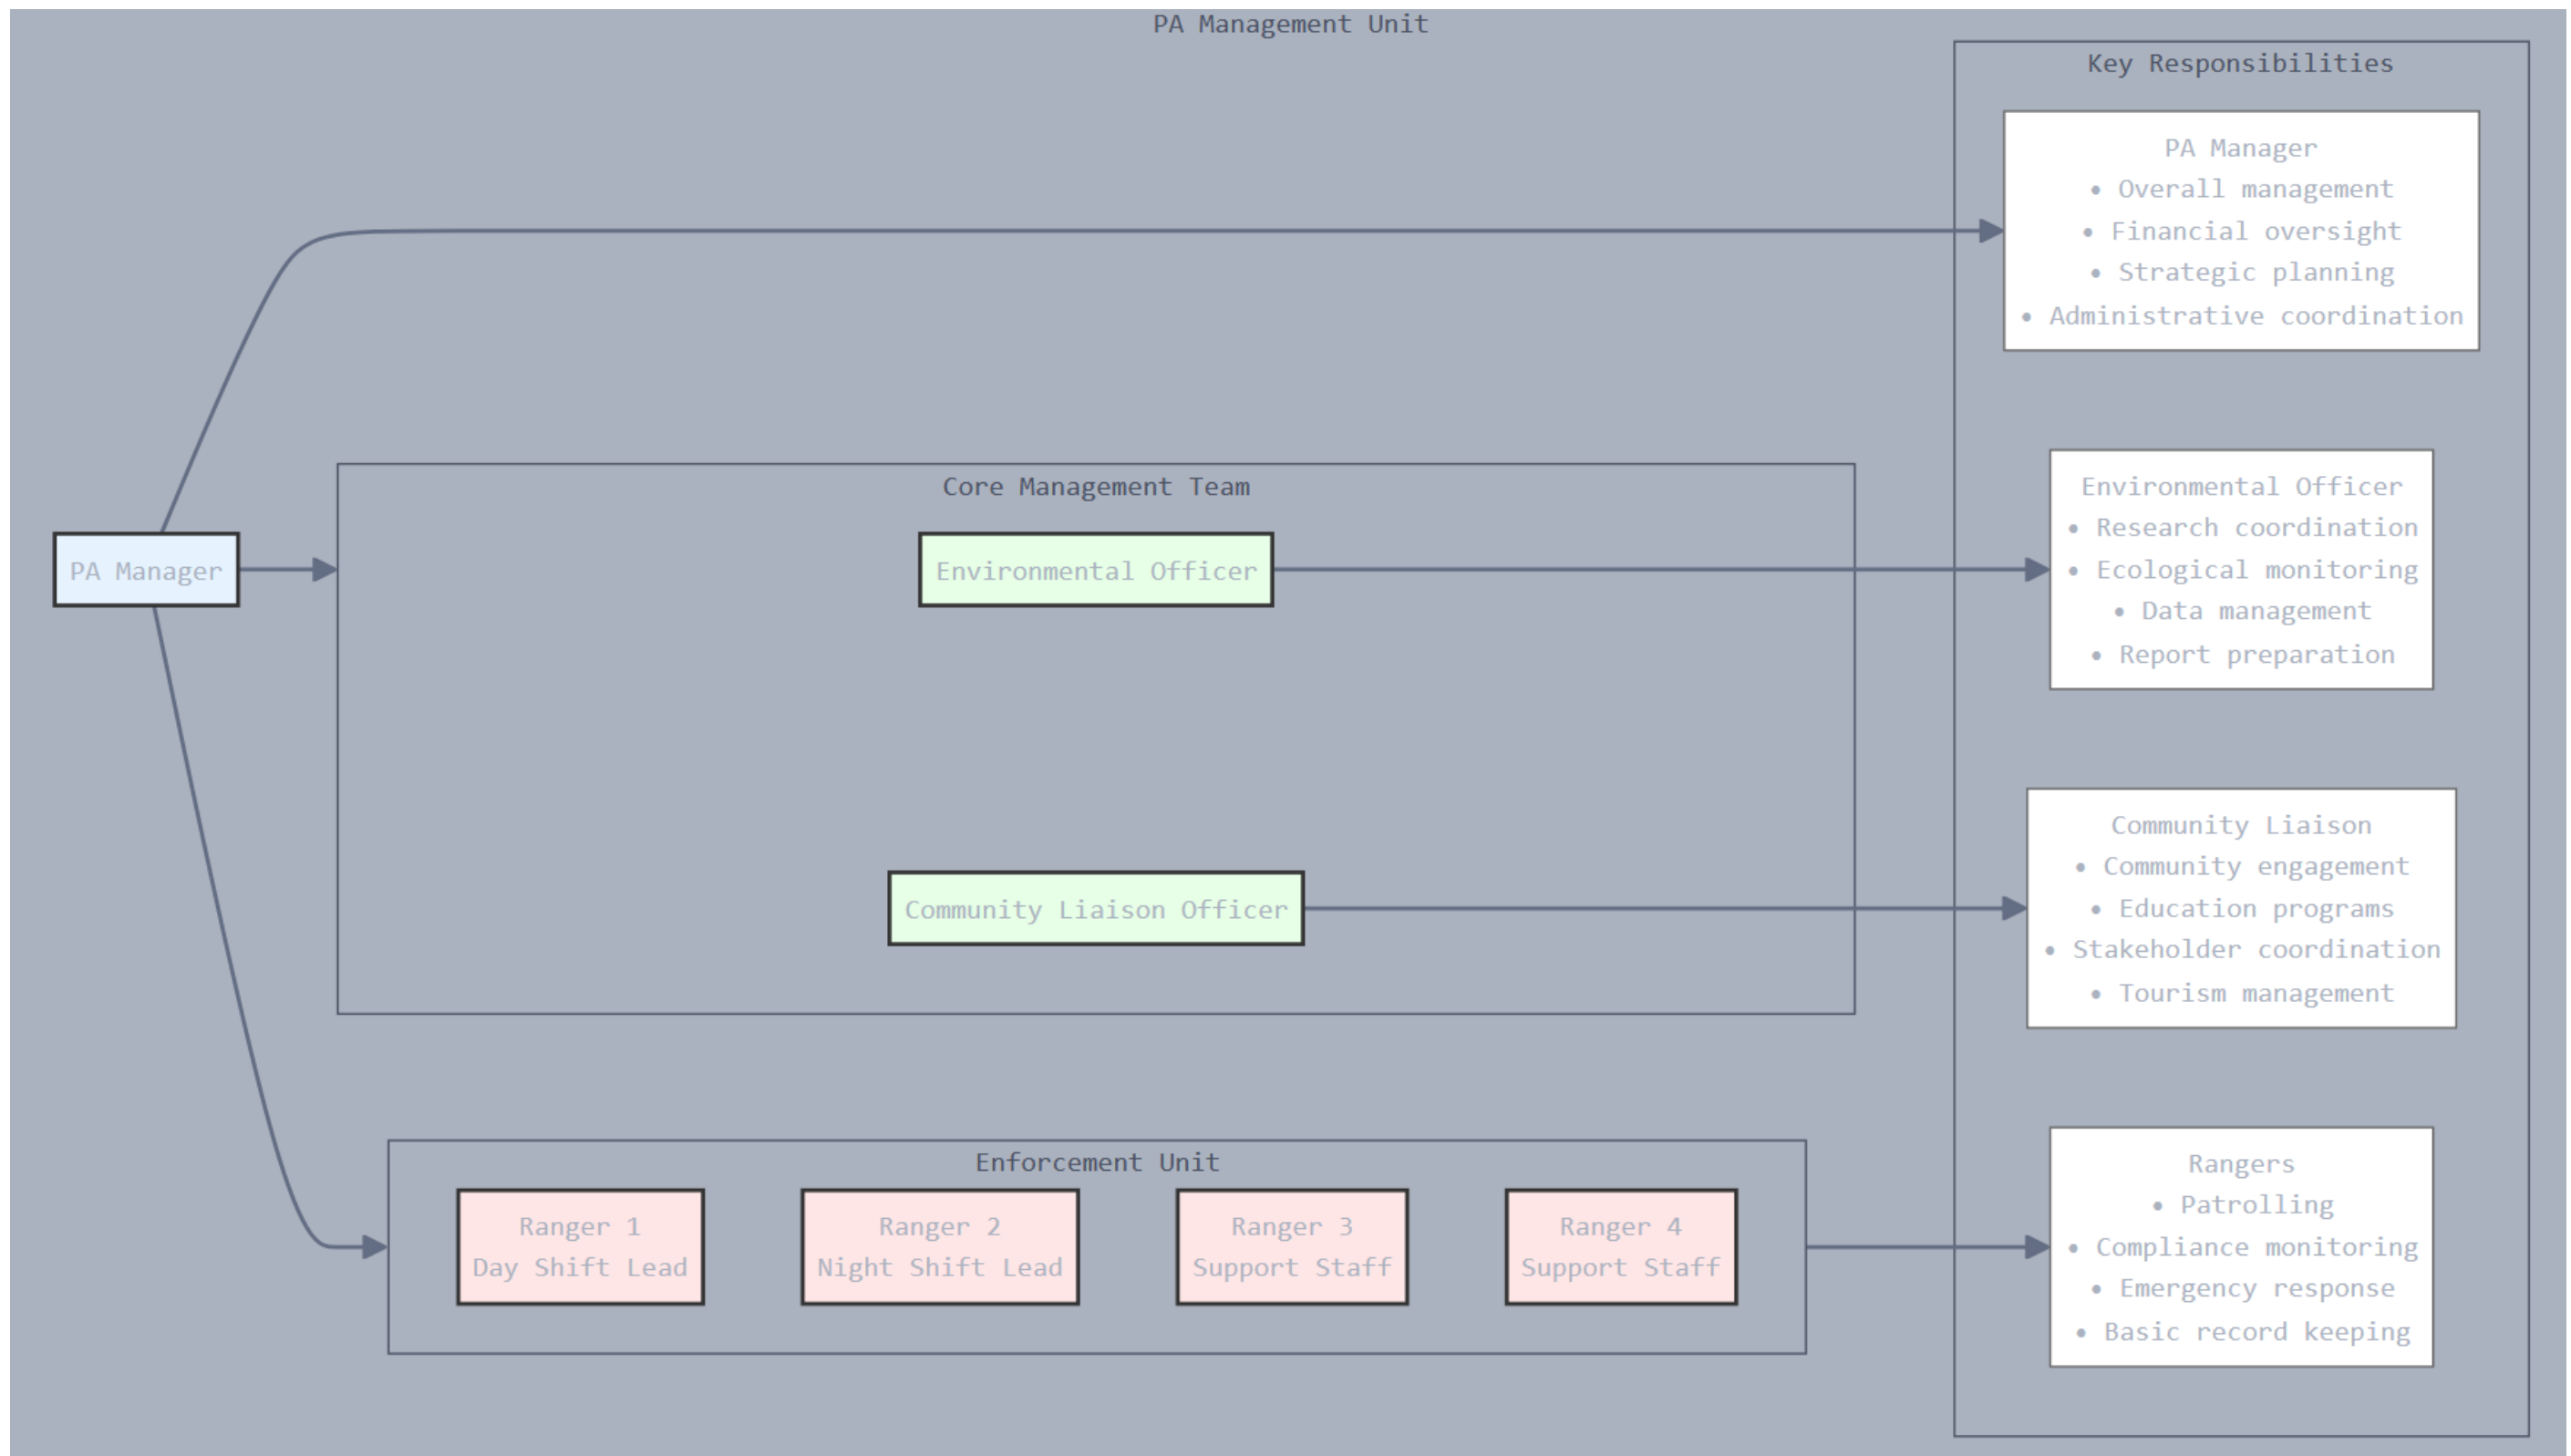 PA Management Unit
Key Responsibilities
PA Manager
• Overall management
• Financial oversight
• Strategic planning
• Administrative coordination
Core Management Team
PA Manager
Environmental Officer
Environmental Officer
• Research coordination
• Ecological monitoring
• Data management
• Report preparation
Community Liaison Officer
Community Liaison
• Community engagement
• Education programs
• Stakeholder coordination
• Tourism management
Enforcement Unit
Ranger 1
Day Shift Lead
Ranger 2
Night Shift Lead
Ranger 3
Support Staff
Ranger 4
Support Staff
Rangers
• Patrolling
• Compliance monitoring
• Emergency response
• Basic record keeping